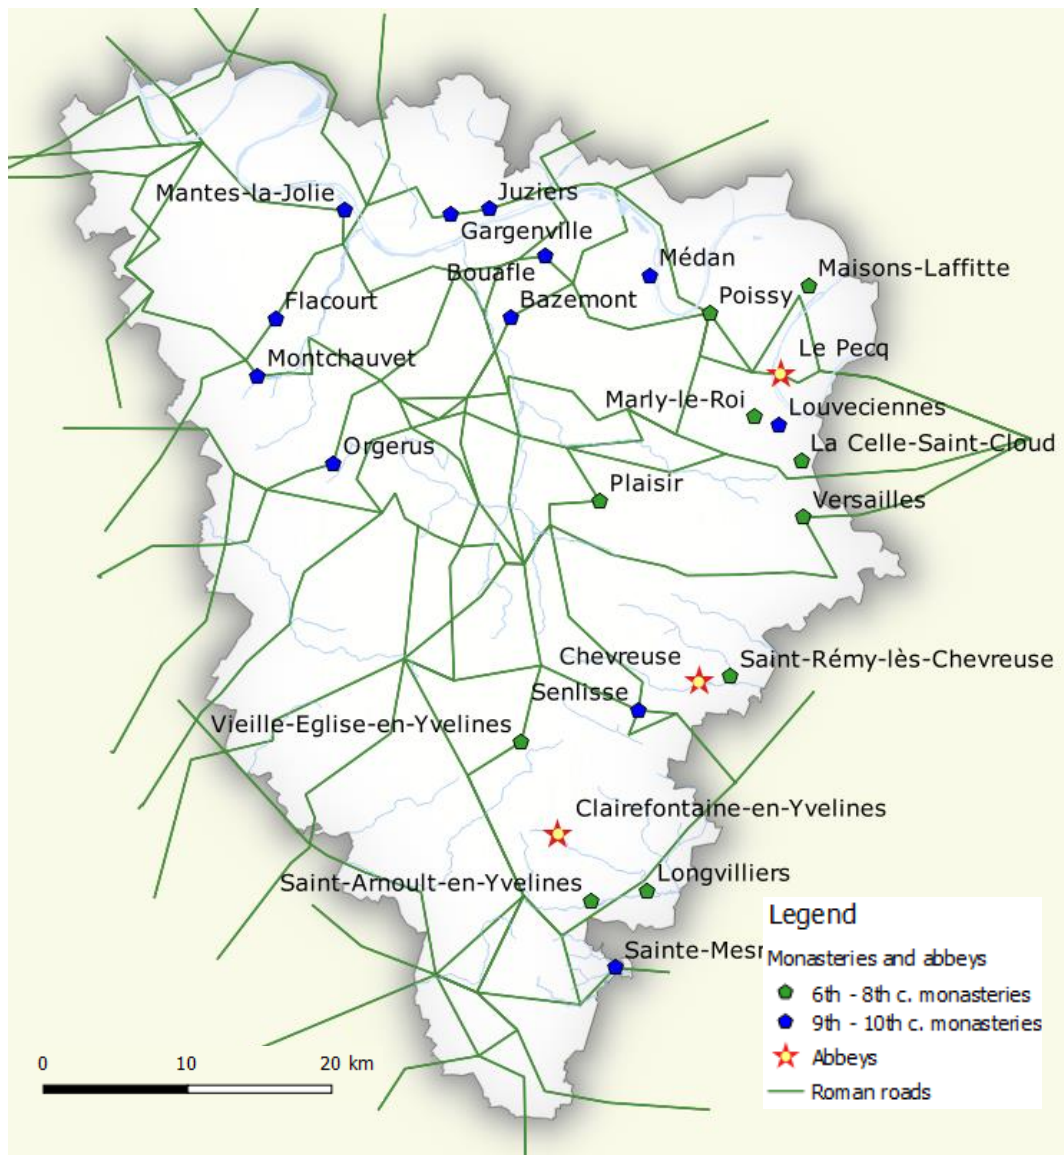 Mantes-la-Jolie
Juziers
Gargenville
Bouafle
Médan
Maisons-Laffitte
Flacourt
Bazemont
Poissy
Montchauvet
Le Pecq
Marly-le-Roi
Louveciennes
Orgerus
La Celle-Saint-Cloud
Plaisir
Versailles
Chevreuse
Saint-Rémy-lès-Chevreuse
Senlisse
Vieille-Eglise-en-Yvelines
Clairefontaine-en-Yvelines
Saint-Arnoult-en-Yvelines
Longvilliers
Legend
Monasteries and abbeys
6th - 8th c. monasteries
9th - 10th c. monasteries
Abbeys
Roman roads
0 10 20 km